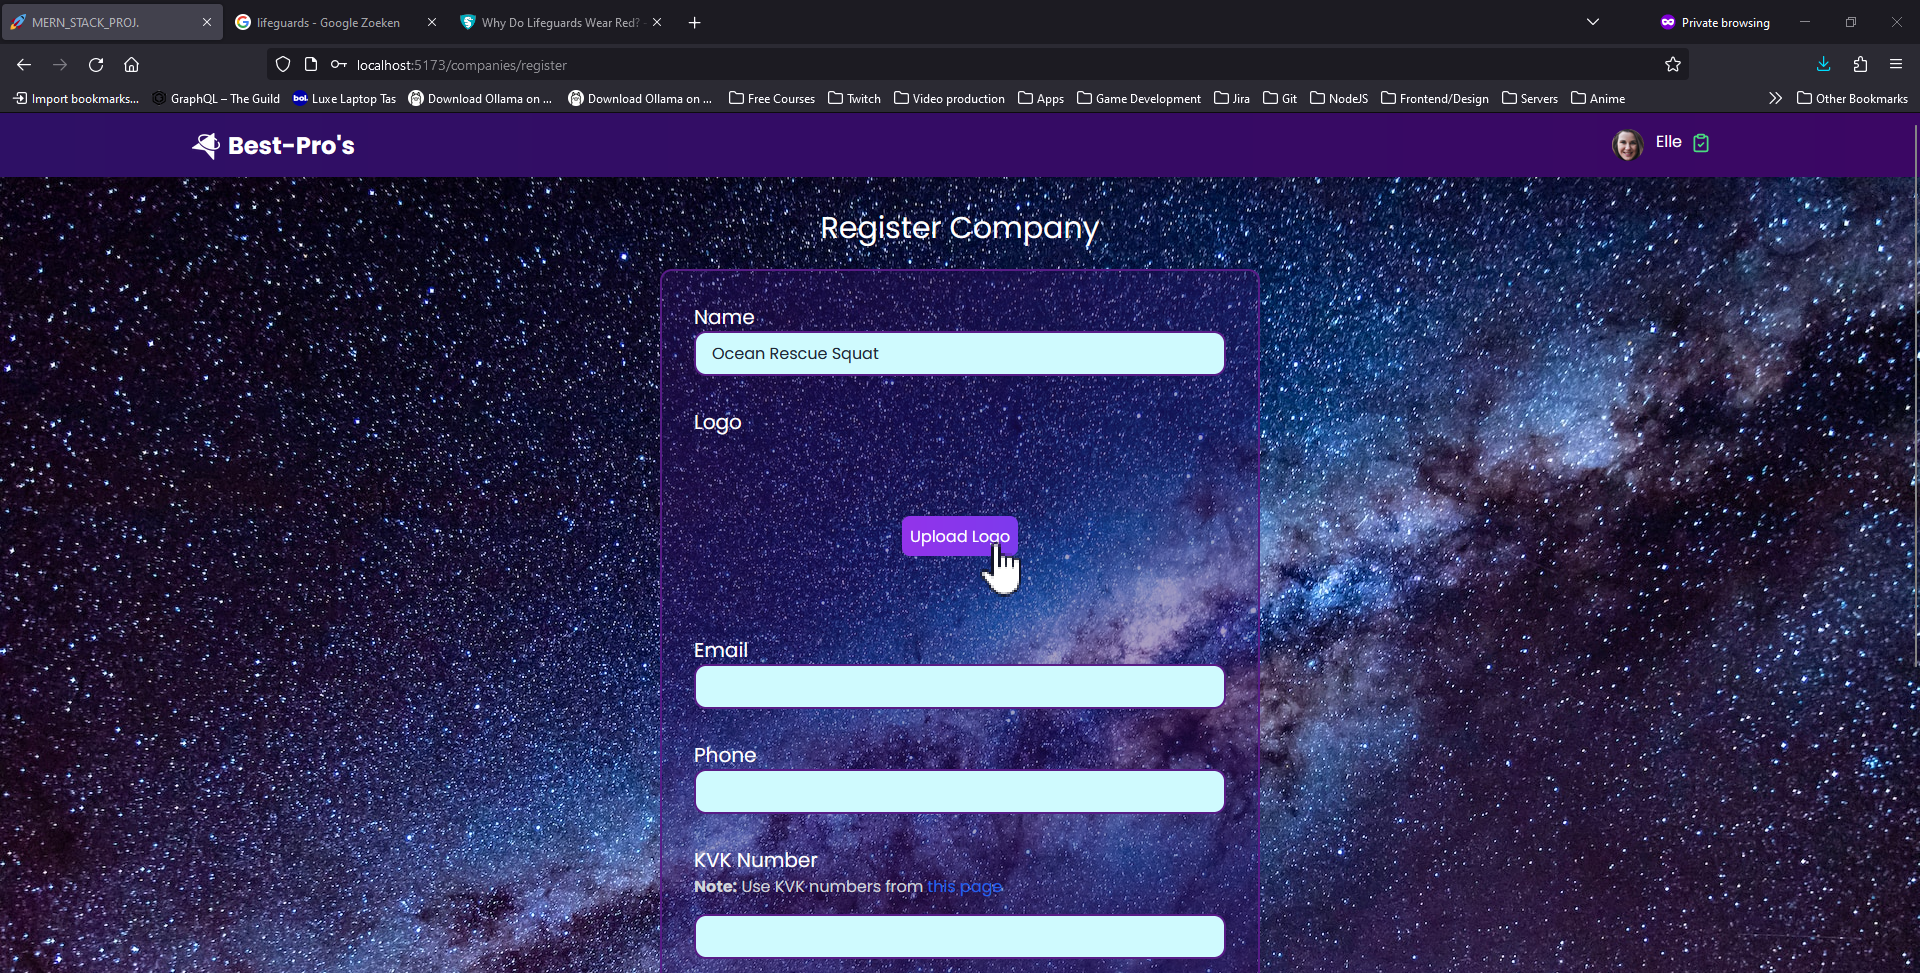 MERN_STACK_PROJ.
lifeguards - Google Zoeken
Why Do Lifeguards Wear Red?
Private browsing
localhost:5173/companies/register
Import bookmarks...
GraphQL – The Guild
bol.
Luxe Laptop Tas
Download Ollama on ...
Download Ollama on ...
Free Courses
Twitch
Video production
Apps
Game Development
Jira
Git
NodeJS
Frontend/Design
Servers
Anime
Other Bookmarks
Best-Pro's
Elle
Register Company
Name
Ocean Rescue Squat
Logo
Upload Logo
Email
Phone
KVK Number
Note: Use KVK numbers from this page.